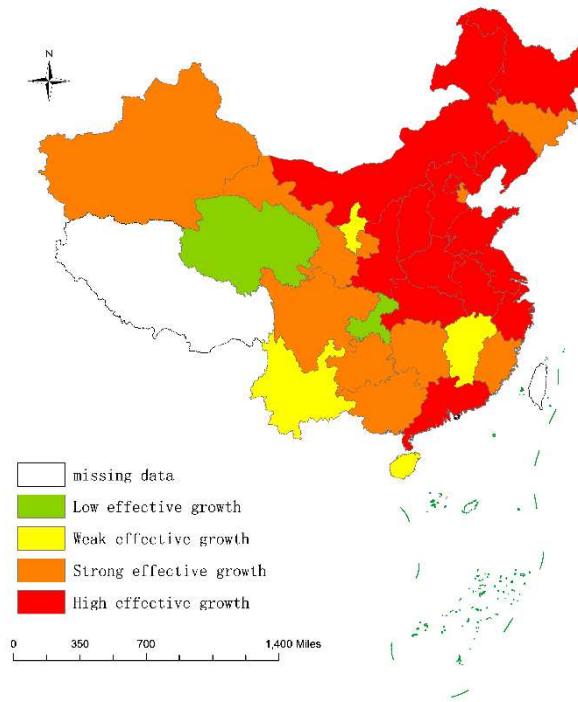 N
missing data
Low effective growth
Weak effective growth
Strong effective growth
High effective growth
0 350 700 1,400 Miles